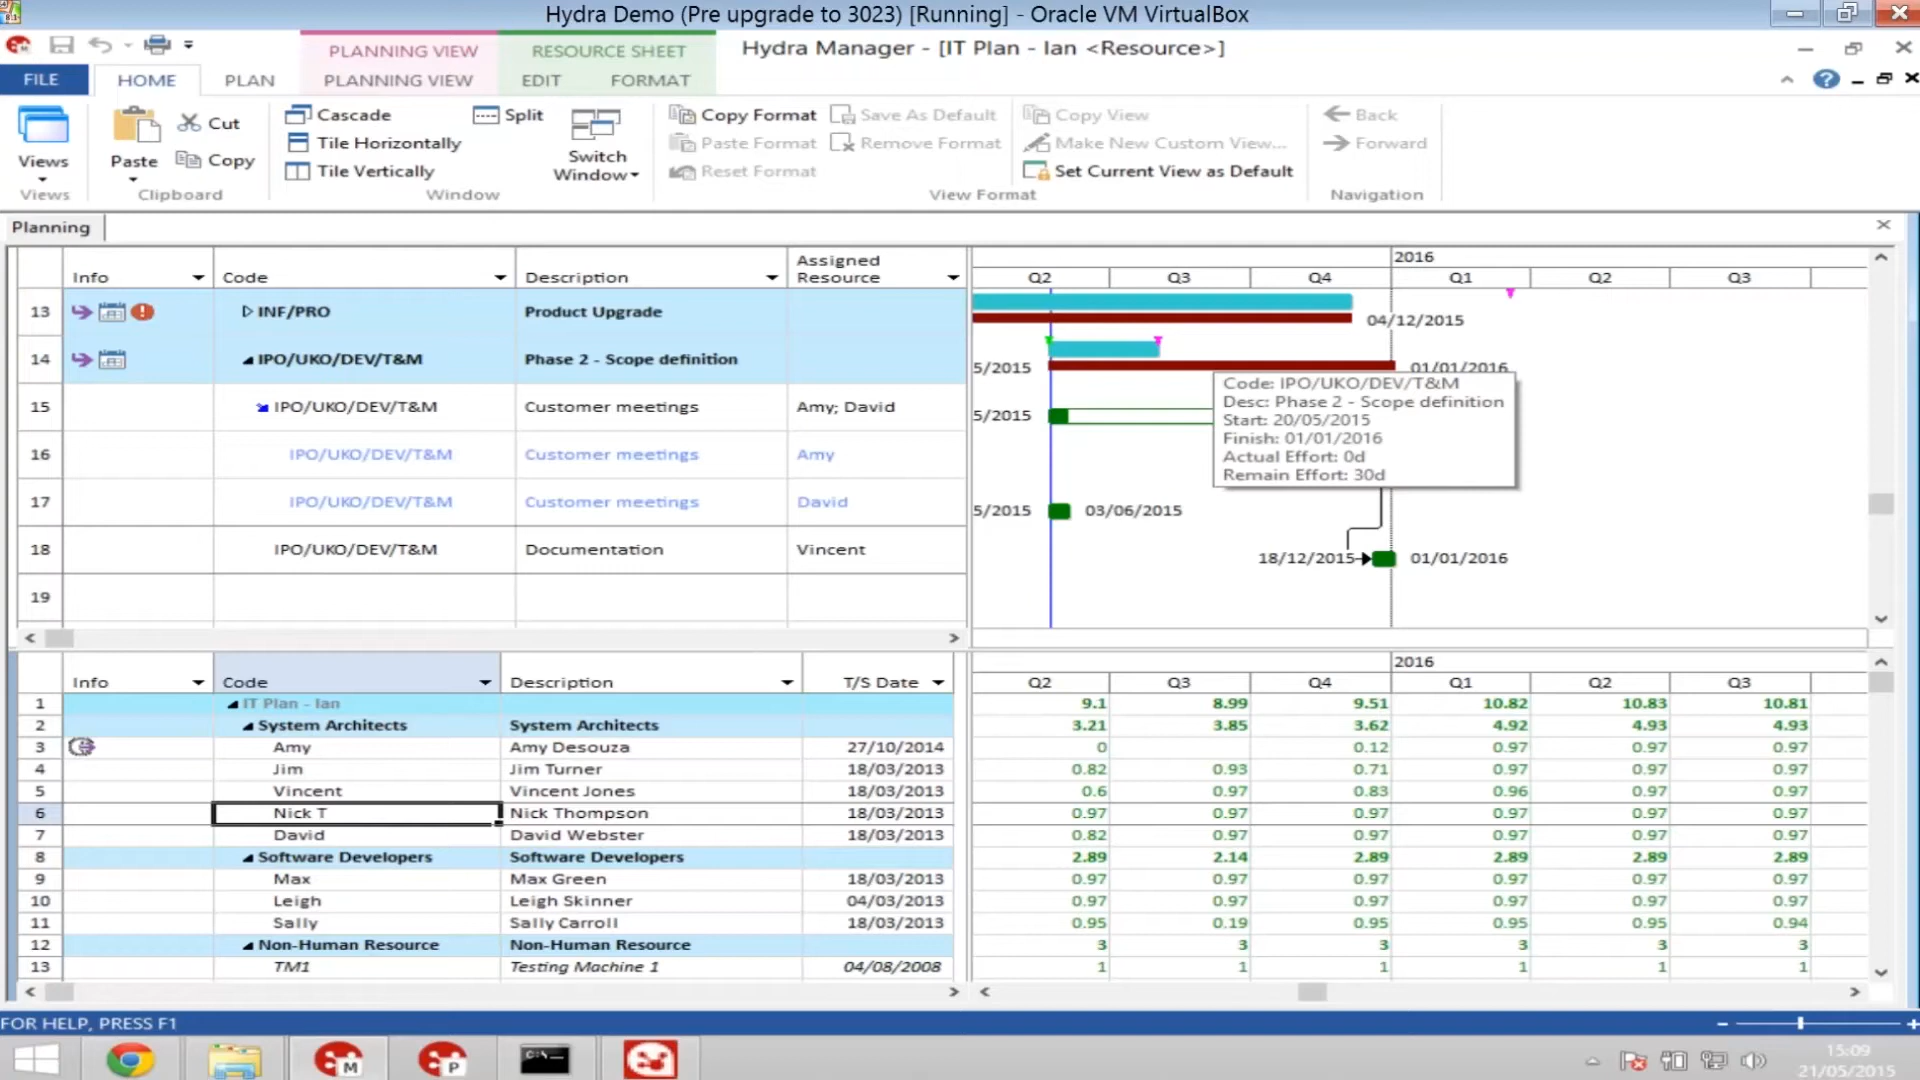 Hydra Demo (Pre upgrade to 3023) [Running] - Oracle VM VirtualBox
PLANNING VIEW RESOURCE SHEET Hydra Manager - [IT Plan - Ian <Resource>]
FILE HOME PLAN PLANNING VIEW EDIT FORMAT
Views
Views
Paste Cut
Copy
Clipboard
Cascade Split
Tile Horizontally
Tile Vertically
Switch Window
Window
Copy Format Save As Default
Paste Format Remove Format
Reset Format
Copy View
Make New Custom View...
Set Current View as Default
View Format
Back
Forward
Navigation
Planning
Info Code Description Assigned Resource
2016
Q2 Q3 Q4 Q1 Q2 Q3
13 INF/PRO Product Upgrade 04/12/2015
14 IPO/UKO/DEV/T&M Phase 2 - Scope definition 5/2015 01/01/2016
15 IPO/UKO/DEV/T&M Customer meetings Amy; David 5/2015
16 IPO/UKO/DEV/T&M Customer meetings Amy
17 IPO/UKO/DEV/T&M Customer meetings David 5/2015 03/06/2015
18 IPO/UKO/DEV/T&M Documentation Vincent 18/12/2015 01/01/2016
19
Code: IPO/UKO/DEV/T&M
Desc: Phase 2 - Scope definition
Start: 20/05/2015
Finish: 01/01/2016
Actual Effort: 0d
Remain Effort: 30d
2016
Info Code Description T/S Date Q2 Q3 Q4 Q1 Q2 Q3
1 IT Plan - Ian 9.1 8.99 9.51 10.82 10.83 10.81
2 System Architects System Architects 3.21 3.85 3.62 4.92 4.93 4.93
3 Amy Amy Desouza 27/10/2014 0 0.12 0.97 0.97 0.97
4 Jim Jim Turner 18/03/2013 0.82 0.93 0.71 0.97 0.97 0.97
5 Vincent Vincent Jones 18/03/2013 0.6 0.97 0.83 0.96 0.97 0.97
6 Nick T Nick Thompson 18/03/2013 0.97 0.97 0.97 0.97 0.97 0.97
7 David David Webster 18/03/2013 0.82 0.97 0.97 0.97 0.97 0.97
8 Software Developers Software Developers 2.89 2.14 2.89 2.89 2.89 2.89
9 Max Max Green 18/03/2013 0.97 0.97 0.97 0.97 0.97 0.97
10 Leigh Leigh Skinner 04/03/2013 0.97 0.97 0.97 0.97 0.97 0.97
11 Sally Sally Carroll 18/03/2013 0.95 0.19 0.95 0.95 0.95 0.94
12 Non-Human Resource Non-Human Resource 3 3 3 3 3 3
13 TM1 Testing Machine 1 04/08/2008 1 1 1 1 1 1
FOR HELP, PRESS F1
M P C:\
15:09
21/05/2015